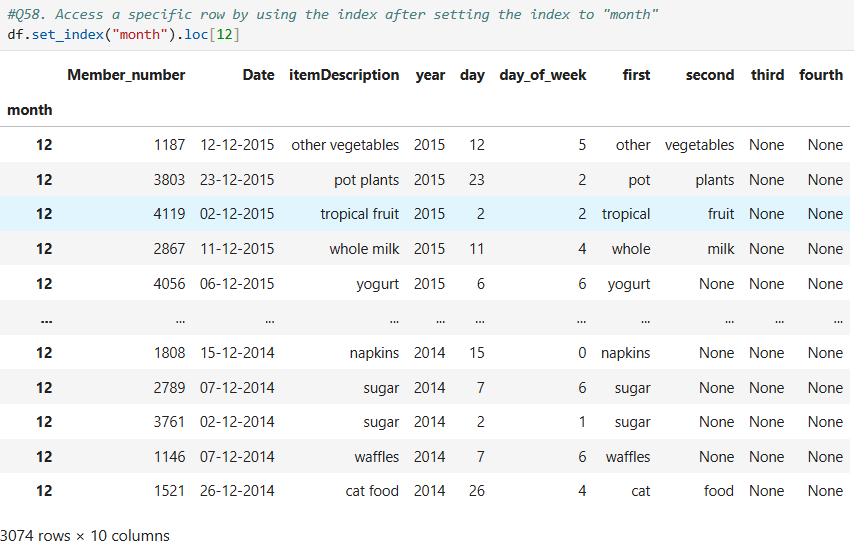 #Q58. Access a specific row by using the index after setting the index to "month"
df.set_index("month").loc[12]
Member_number Date itemDescription year day day_of_week first second third fourth
month
12 1187 12-12-2015 other vegetables 2015 12 5 other vegetables None None
12 3803 23-12-2015 pot plants 2015 23 2 pot plants None None
12 4119 02-12-2015 tropical fruit 2015 2 2 tropical fruit None None
12 2867 11-12-2015 whole milk 2015 11 4 whole milk None None
12 4056 06-12-2015 yogurt 2015 6 6 yogurt None None None
... ... ... ... ... ... ... ... ... ... ...
12 1808 15-12-2014 napkins 2014 15 0 napkins None None None
12 2789 07-12-2014 sugar 2014 7 6 sugar None None None
12 3761 02-12-2014 sugar 2014 2 1 sugar None None None
12 1146 07-12-2014 waffles 2014 7 6 waffles None None None
12 1521 26-12-2014 cat food 2014 26 4 cat food None None
3074 rows × 10 columns